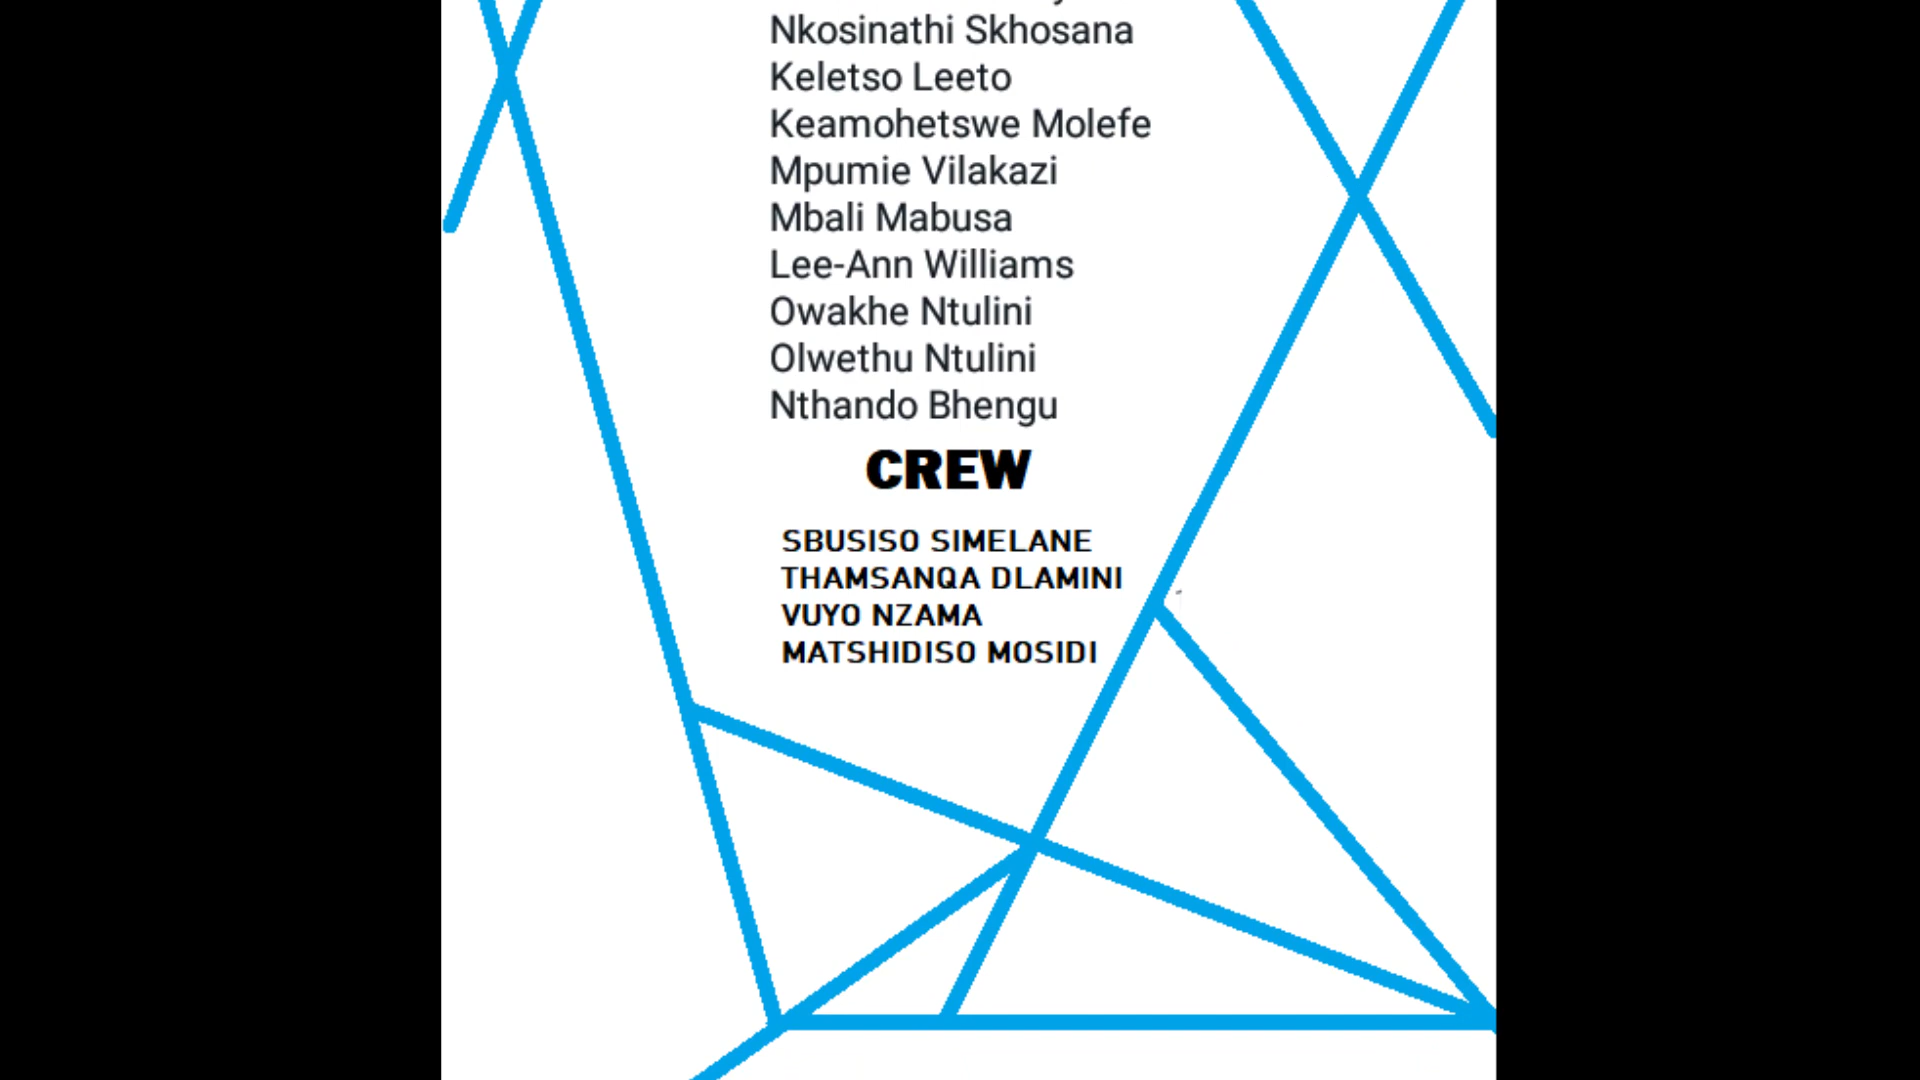 Nkosinathi Skhosana
Keletso Leeto
Keamohetswe Molefe
Mpumie Vilakazi
Mbali Mabusa
Lee-Ann Williams
Owakhe Ntulini
Olwethu Ntulini
Nthando Bhengu
CREW
SBUSISO SIMELANE
THAMSANQA DLAMINI
VUYO NZAMA
MATSHIDISO MOSIDI